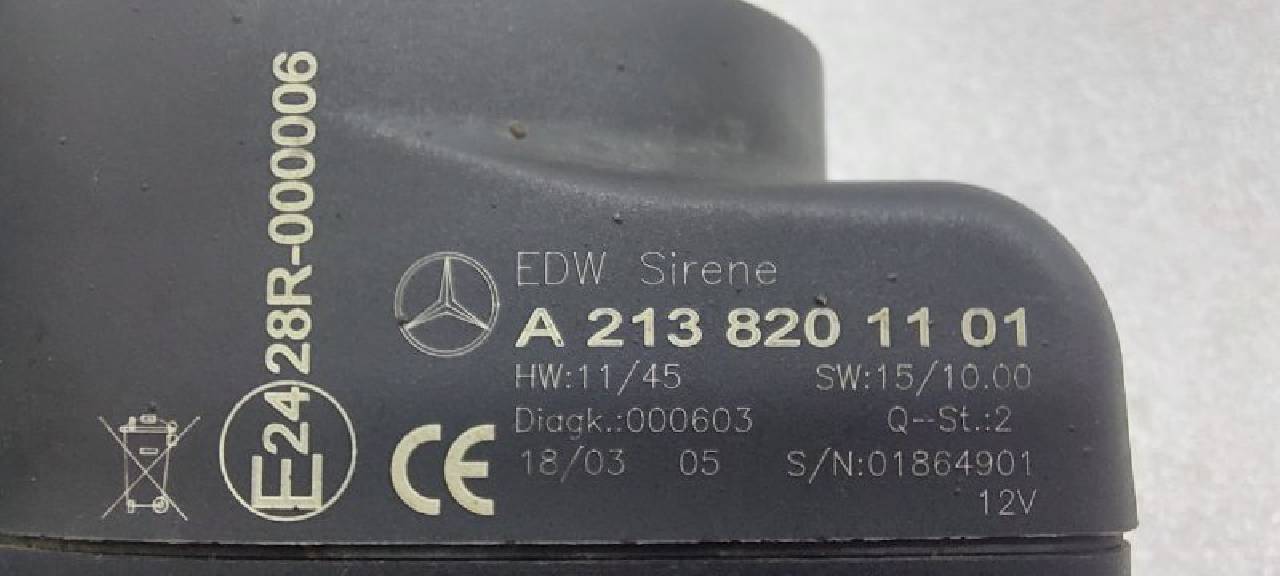 E24 28R-000006
EDW Sirene
A 213 820 11 01
HW:11/45 SW:15/10.00
Diagk.:000603 Q--St.:2
18/03 05 S/N:01864901
12V
CE